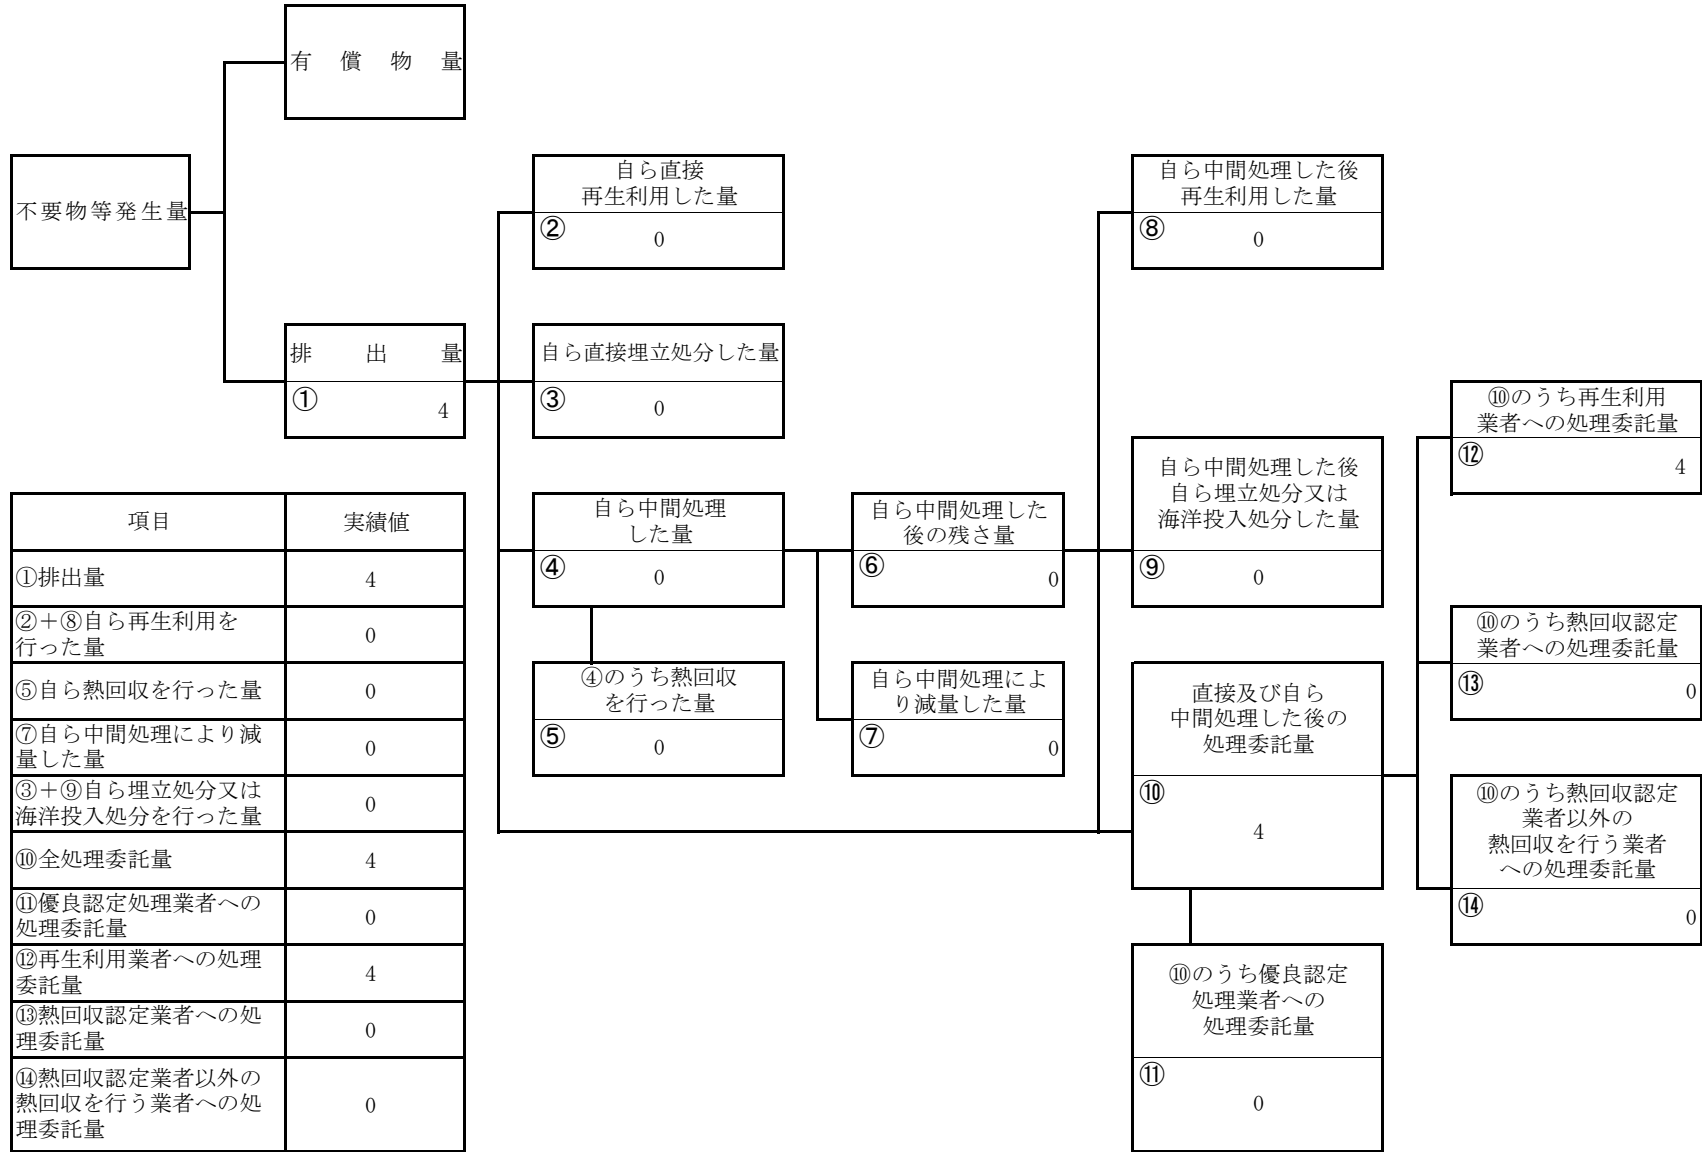 有償物量
不要物等発生量
排出量
①
4
自ら直接
再生利用した量
②
0
自ら直接埋立処分した量
③
0
自ら中間処理
した量
④
0
④のうち熱回収
を行った量
⑤
0
自ら中間処理した
後の残さ量
⑥
0
自ら中間処理によ
り減量した量
⑦
0
自ら中間処理した後
再生利用した量
⑧
0
自ら中間処理した後
自ら埋立処分又は
海洋投入処分した量
⑨
0
直接及び自ら
中間処理した後の
処理委託量
⑩
4
⑩のうち優良認定
処理業者への
処理委託量
⑪
0
⑩のうち再生利用
業者への処理委託量
⑫
4
⑩のうち熱回収認定
業者への処理委託量
⑬
0
⑩のうち熱回収認定
業者以外の
熱回収を行う業者
への処理委託量
⑭
0
項目 実績値
①排出量 4
②+⑧自ら再生利用を
行った量 0
⑤自ら熱回収を行った量 0
⑦自ら中間処理により減
量した量 0
③+⑨自ら埋立処分又は
海洋投入処分を行った量 0
⑩全処理委託量 4
⑪優良認定処理業者への
処理委託量 0
⑫再生利用業者への処理
委託量 4
⑬熱回収認定業者への処
理委託量 0
⑭熱回収認定業者以外の
熱回収を行う業者への処
理委託量 0